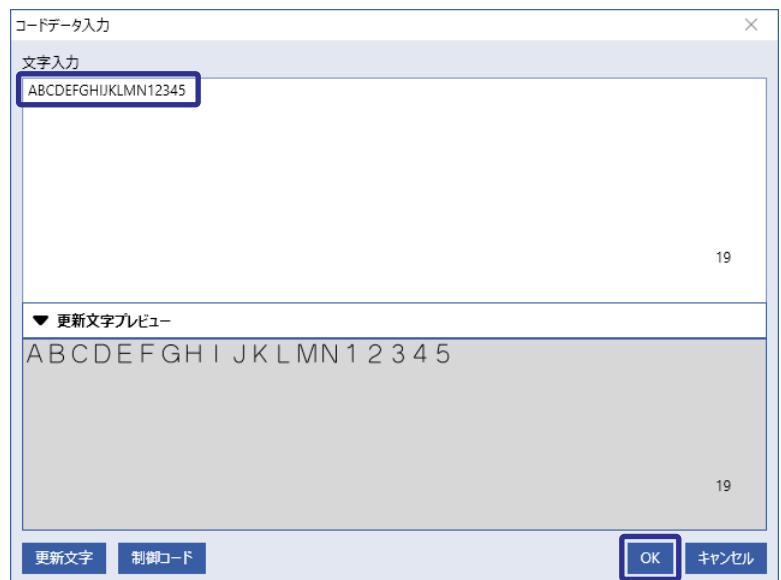 コードデータ入力
文字入力
ABCDEFGHIJKLMN12345
19
▼ 更新文字プレビュー
ABCDEFGHIJKLMN12345
19
更新文字 制御コード OK キャンセル